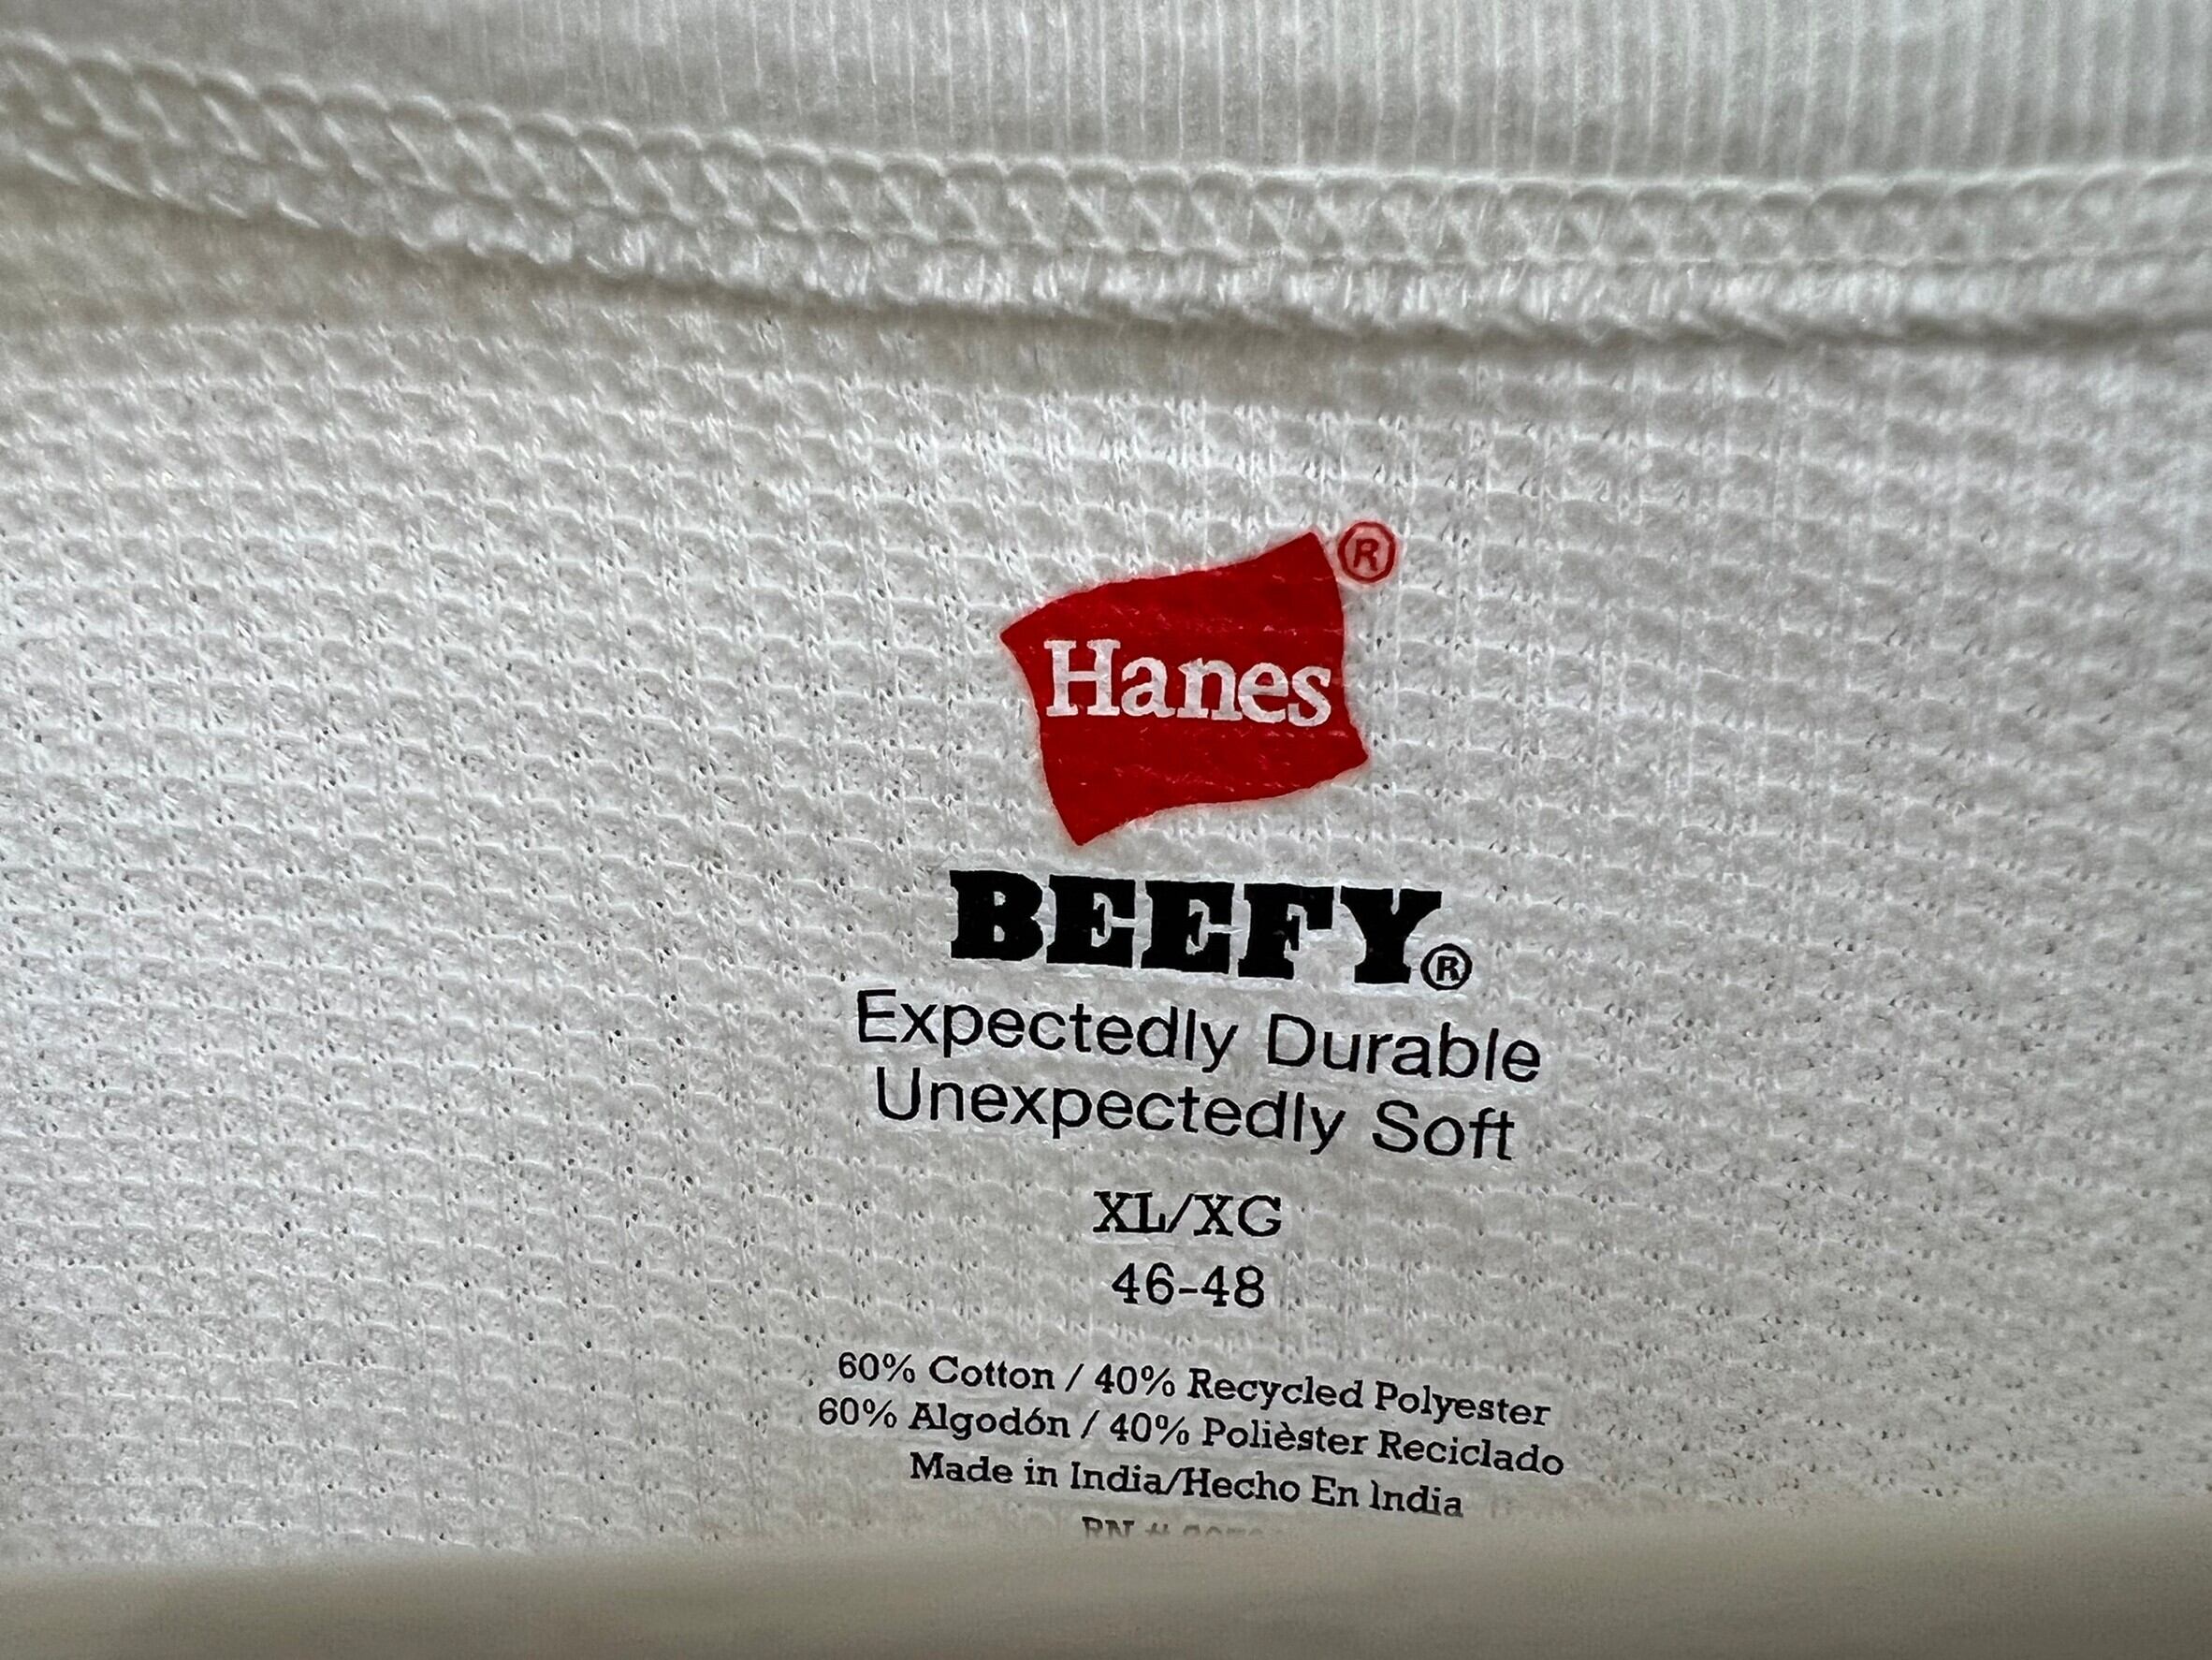 Hanes®
BEEFY®
Expectedly Durable
Unexpectedly Soft
XL/XG
46-48
60% Cotton / 40% Recycled Polyester
60% Algodón / 40% Polièster Reciclado
Made in India/Hecho En India
RN #